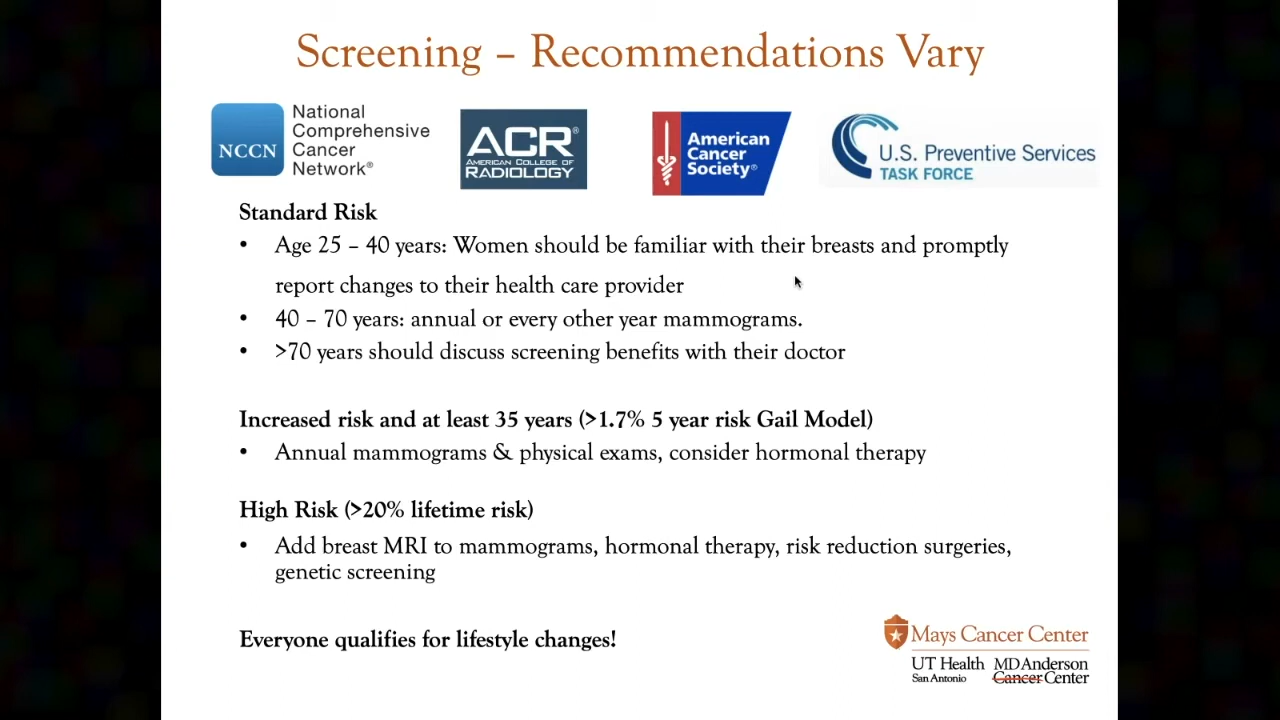 Screening – Recommendations Vary
NCCN
National
Comprehensive
Cancer
Network®
ACR®
AMERICAN COLLEGE OF
RADIOLOGY
American
Cancer
Society®
U.S. Preventive Services
TASK FORCE
Standard Risk
• Age 25 – 40 years: Women should be familiar with their breasts and promptly
report changes to their health care provider
• 40 – 70 years: annual or every other year mammograms.
• >70 years should discuss screening benefits with their doctor
Increased risk and at least 35 years (>1.7% 5 year risk Gail Model)
• Annual mammograms & physical exams, consider hormonal therapy
High Risk (>20% lifetime risk)
• Add breast MRI to mammograms, hormonal therapy, risk reduction surgeries,
genetic screening
Everyone qualifies for lifestyle changes!
Mays Cancer Center
UT Health
San Antonio
MD Anderson
Cancer Center